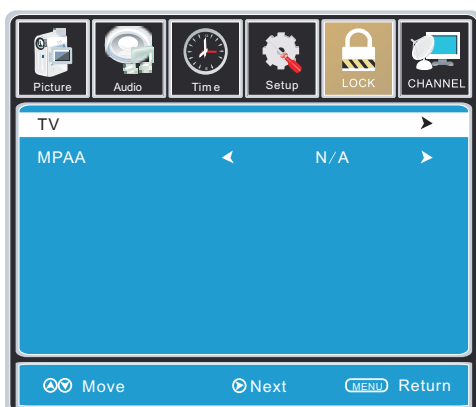 Picture Audio Time Setup LOCK CHANNEL
TV
MPAA N/A
Move Next MENU Return